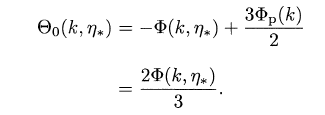 Θ₀(k, η∗) = −Φ(k, η∗) + 3Φₚ(k)/2
= 2Φ(k, η∗)/3.